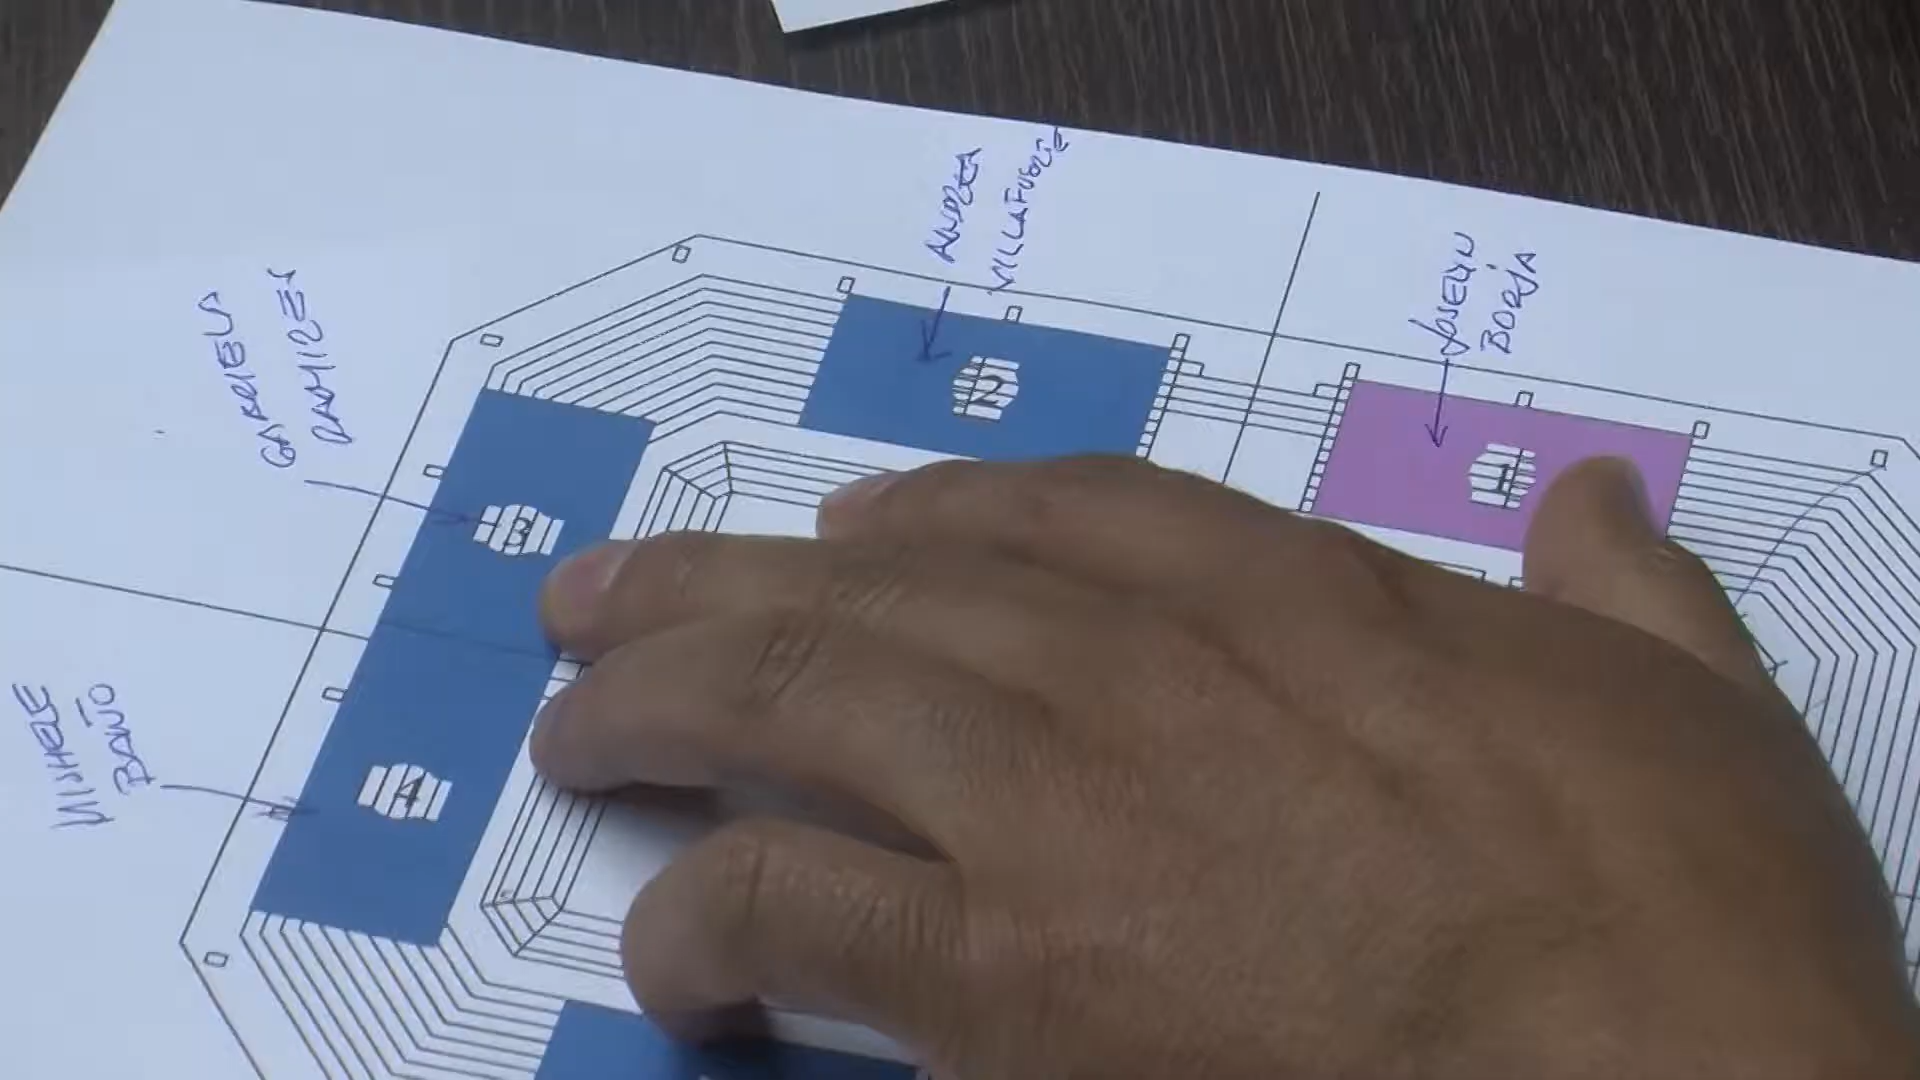 ANDREA
VILLAFUERTE
JOSELYN
BORJA
GABRIELA
RAMIREZ
MISHELE
BAÑO
2
1
3
4